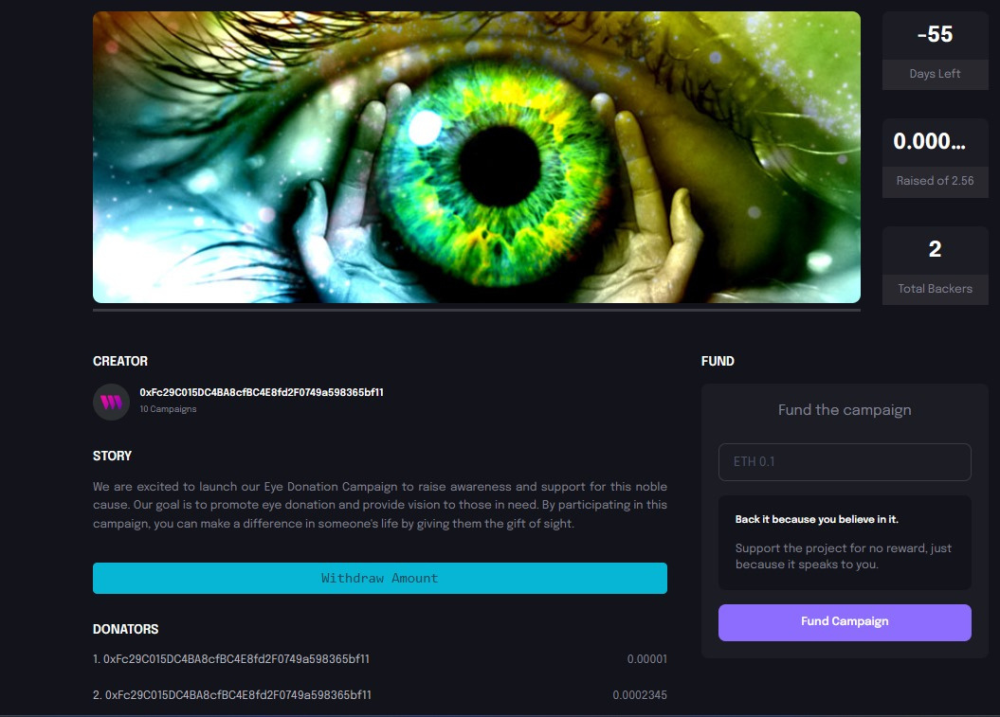 -55
Days Left
0.000...
Raised of 2.56
2
Total Backers
CREATOR
0xFc29C015DC4BA8cfBC4E8fd2F0749a598365bf11
10 Campaigns
STORY
We are excited to launch our Eye Donation Campaign to raise awareness and support for this noble
cause. Our goal is to promote eye donation and provide vision to those in need. By participating in this
campaign, you can make a difference in someone's life by giving them the gift of sight.
Withdraw Amount
DONATORS
1. 0xFc29C015DC4BA8cfBC4E8fd2F0749a598365bf11 0.00001
2. 0xFc29C015DC4BA8cfBC4E8fd2F0749a598365bf11 0.0002345
FUND
Fund the campaign
ETH 0.1
Back it because you believe in it.
Support the project for no reward, just
because it speaks to you.
Fund Campaign